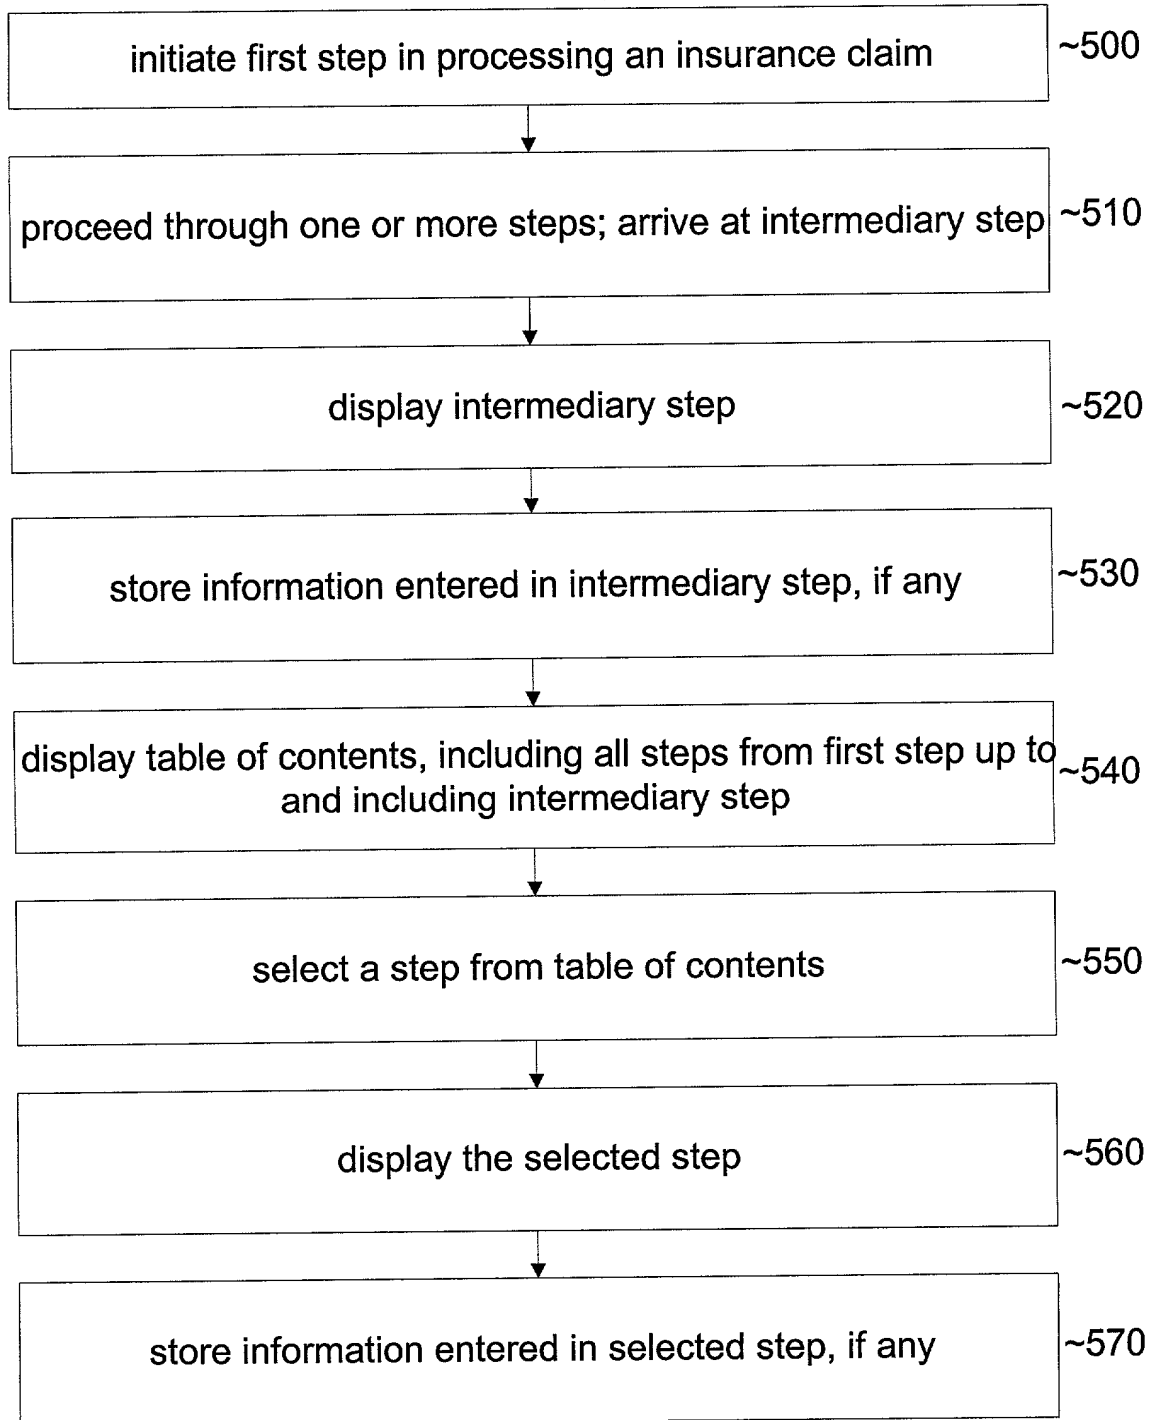 initiate first step in processing an insurance claim ~500
proceed through one or more steps; arrive at intermediary step ~510
display intermediary step ~520
store information entered in intermediary step, if any ~530
display table of contents, including all steps from first step up to ~540
and including intermediary step
select a step from table of contents ~550
display the selected step ~560
store information entered in selected step, if any ~570